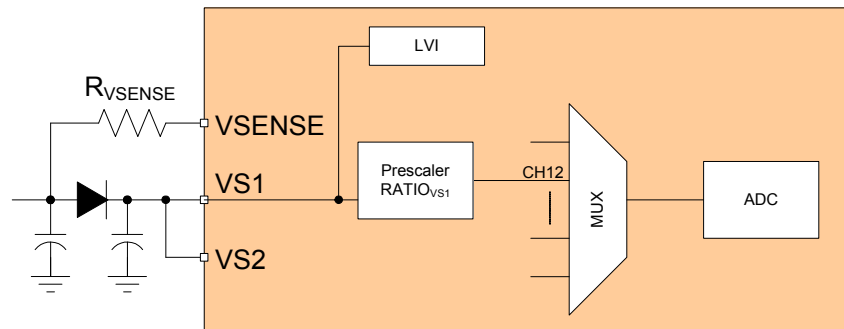 LVI
RVSENSE
VSENSE
VS1
Prescaler
RATIOVS1
CH12
MUX
ADC
VS2